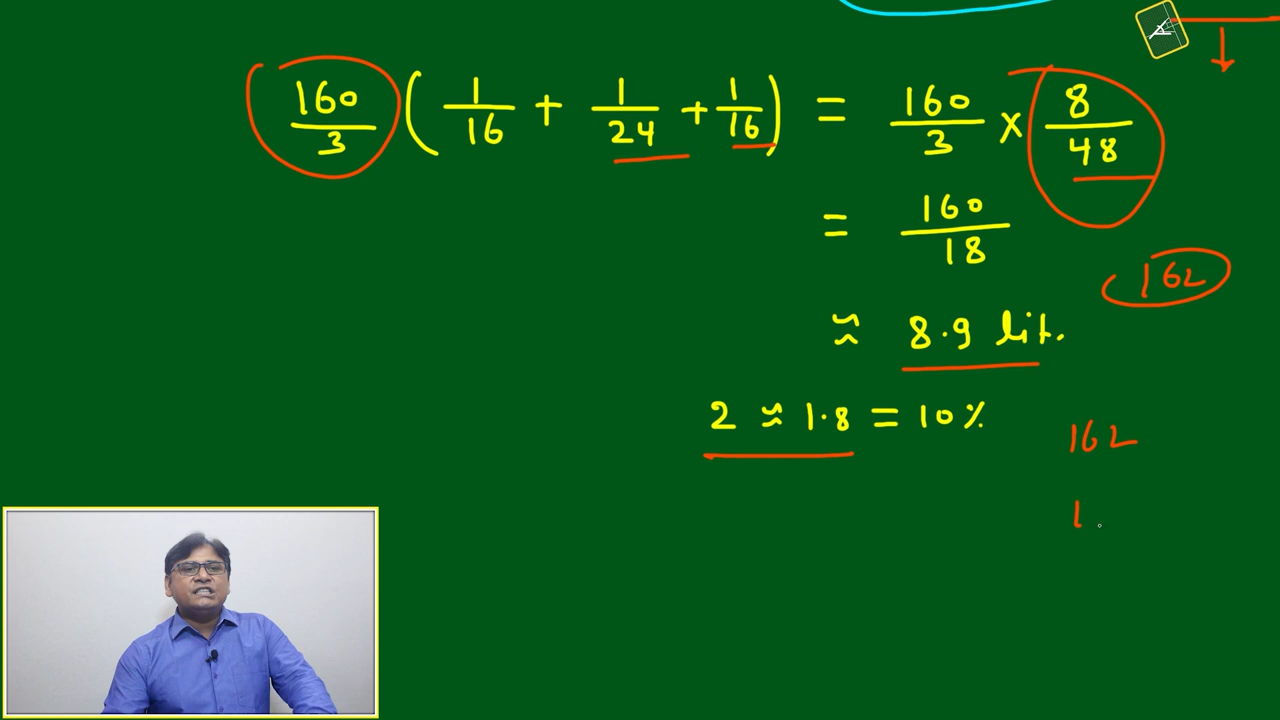 160/3 ( 1/16 + 1/24 + 1/16 ) = 160/3 × 8/48
= 160/18
162
≈ 8.9 lit.
2 ≈ 1.8 = 10%
162
1.